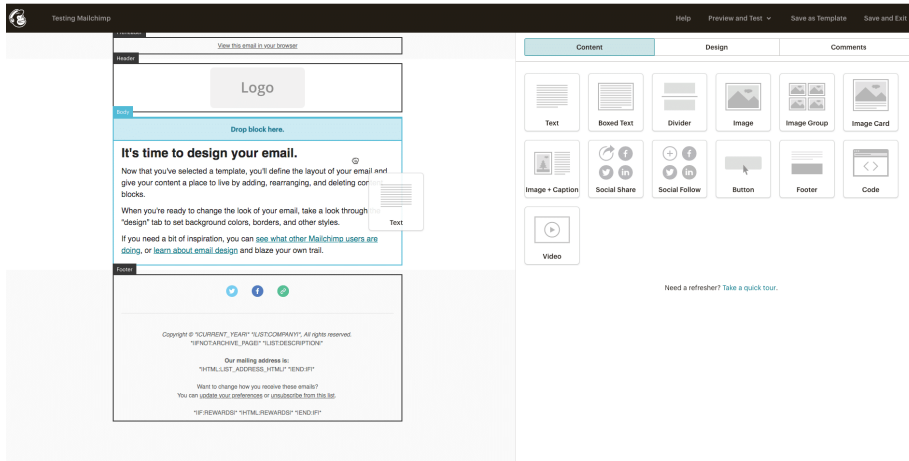 Testing Mailchimp
Help
Preview and Test
Save as Template
Save and Exit
View this email in your browser
Header
Logo
Body
Drop block here.
It's time to design your email.
Now that you've selected a template, you'll define the layout of your email and
give your content a place to live by adding, rearranging, and deleting
blocks.
When you're ready to change the look of your email, take a look through
"design" tab to set background colors, borders, and other styles.
If you need a bit of inspiration, you can see what other Mailchimp users are
doing, or learn about email design and blaze your own trail.
Text
Footer
Copyright © *|CURRENT_YEAR|* *|LIST:COMPANY|*, All rights reserved.
*|IFNOT:ARCHIVE_PAGE|* *|LIST:DESCRIPTION|*
Our mailing address is:
*|HTML:LIST_ADDRESS_HTML|* *|END:IF|*
Want to change how you receive these emails?
You can update your preferences or unsubscribe from this list.
*|IF:REWARDS|* *|HTML:REWARDS|* *|END:IF|*
Content
Design
Comments
Text
Boxed Text
Divider
Image
Image Group
Image Card
Image + Caption
Social Share
Social Follow
Button
Footer
Code
Video
Need a refresher? Take a quick tour.